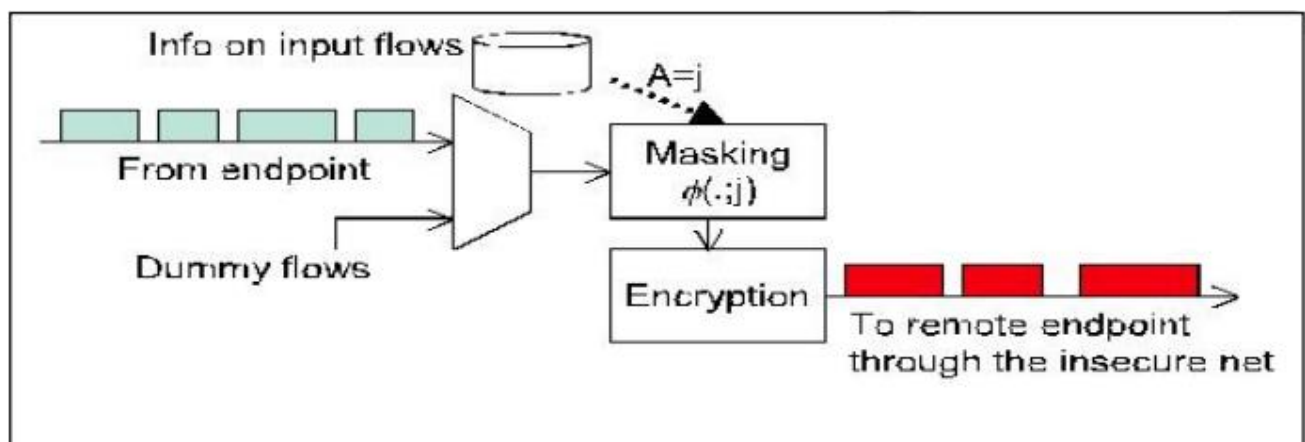 Info on input flows
A=j
From endpoint
Masking
ϕ(.;j)
Dummy flows
Encryption
To remote endpoint
through the insecure net